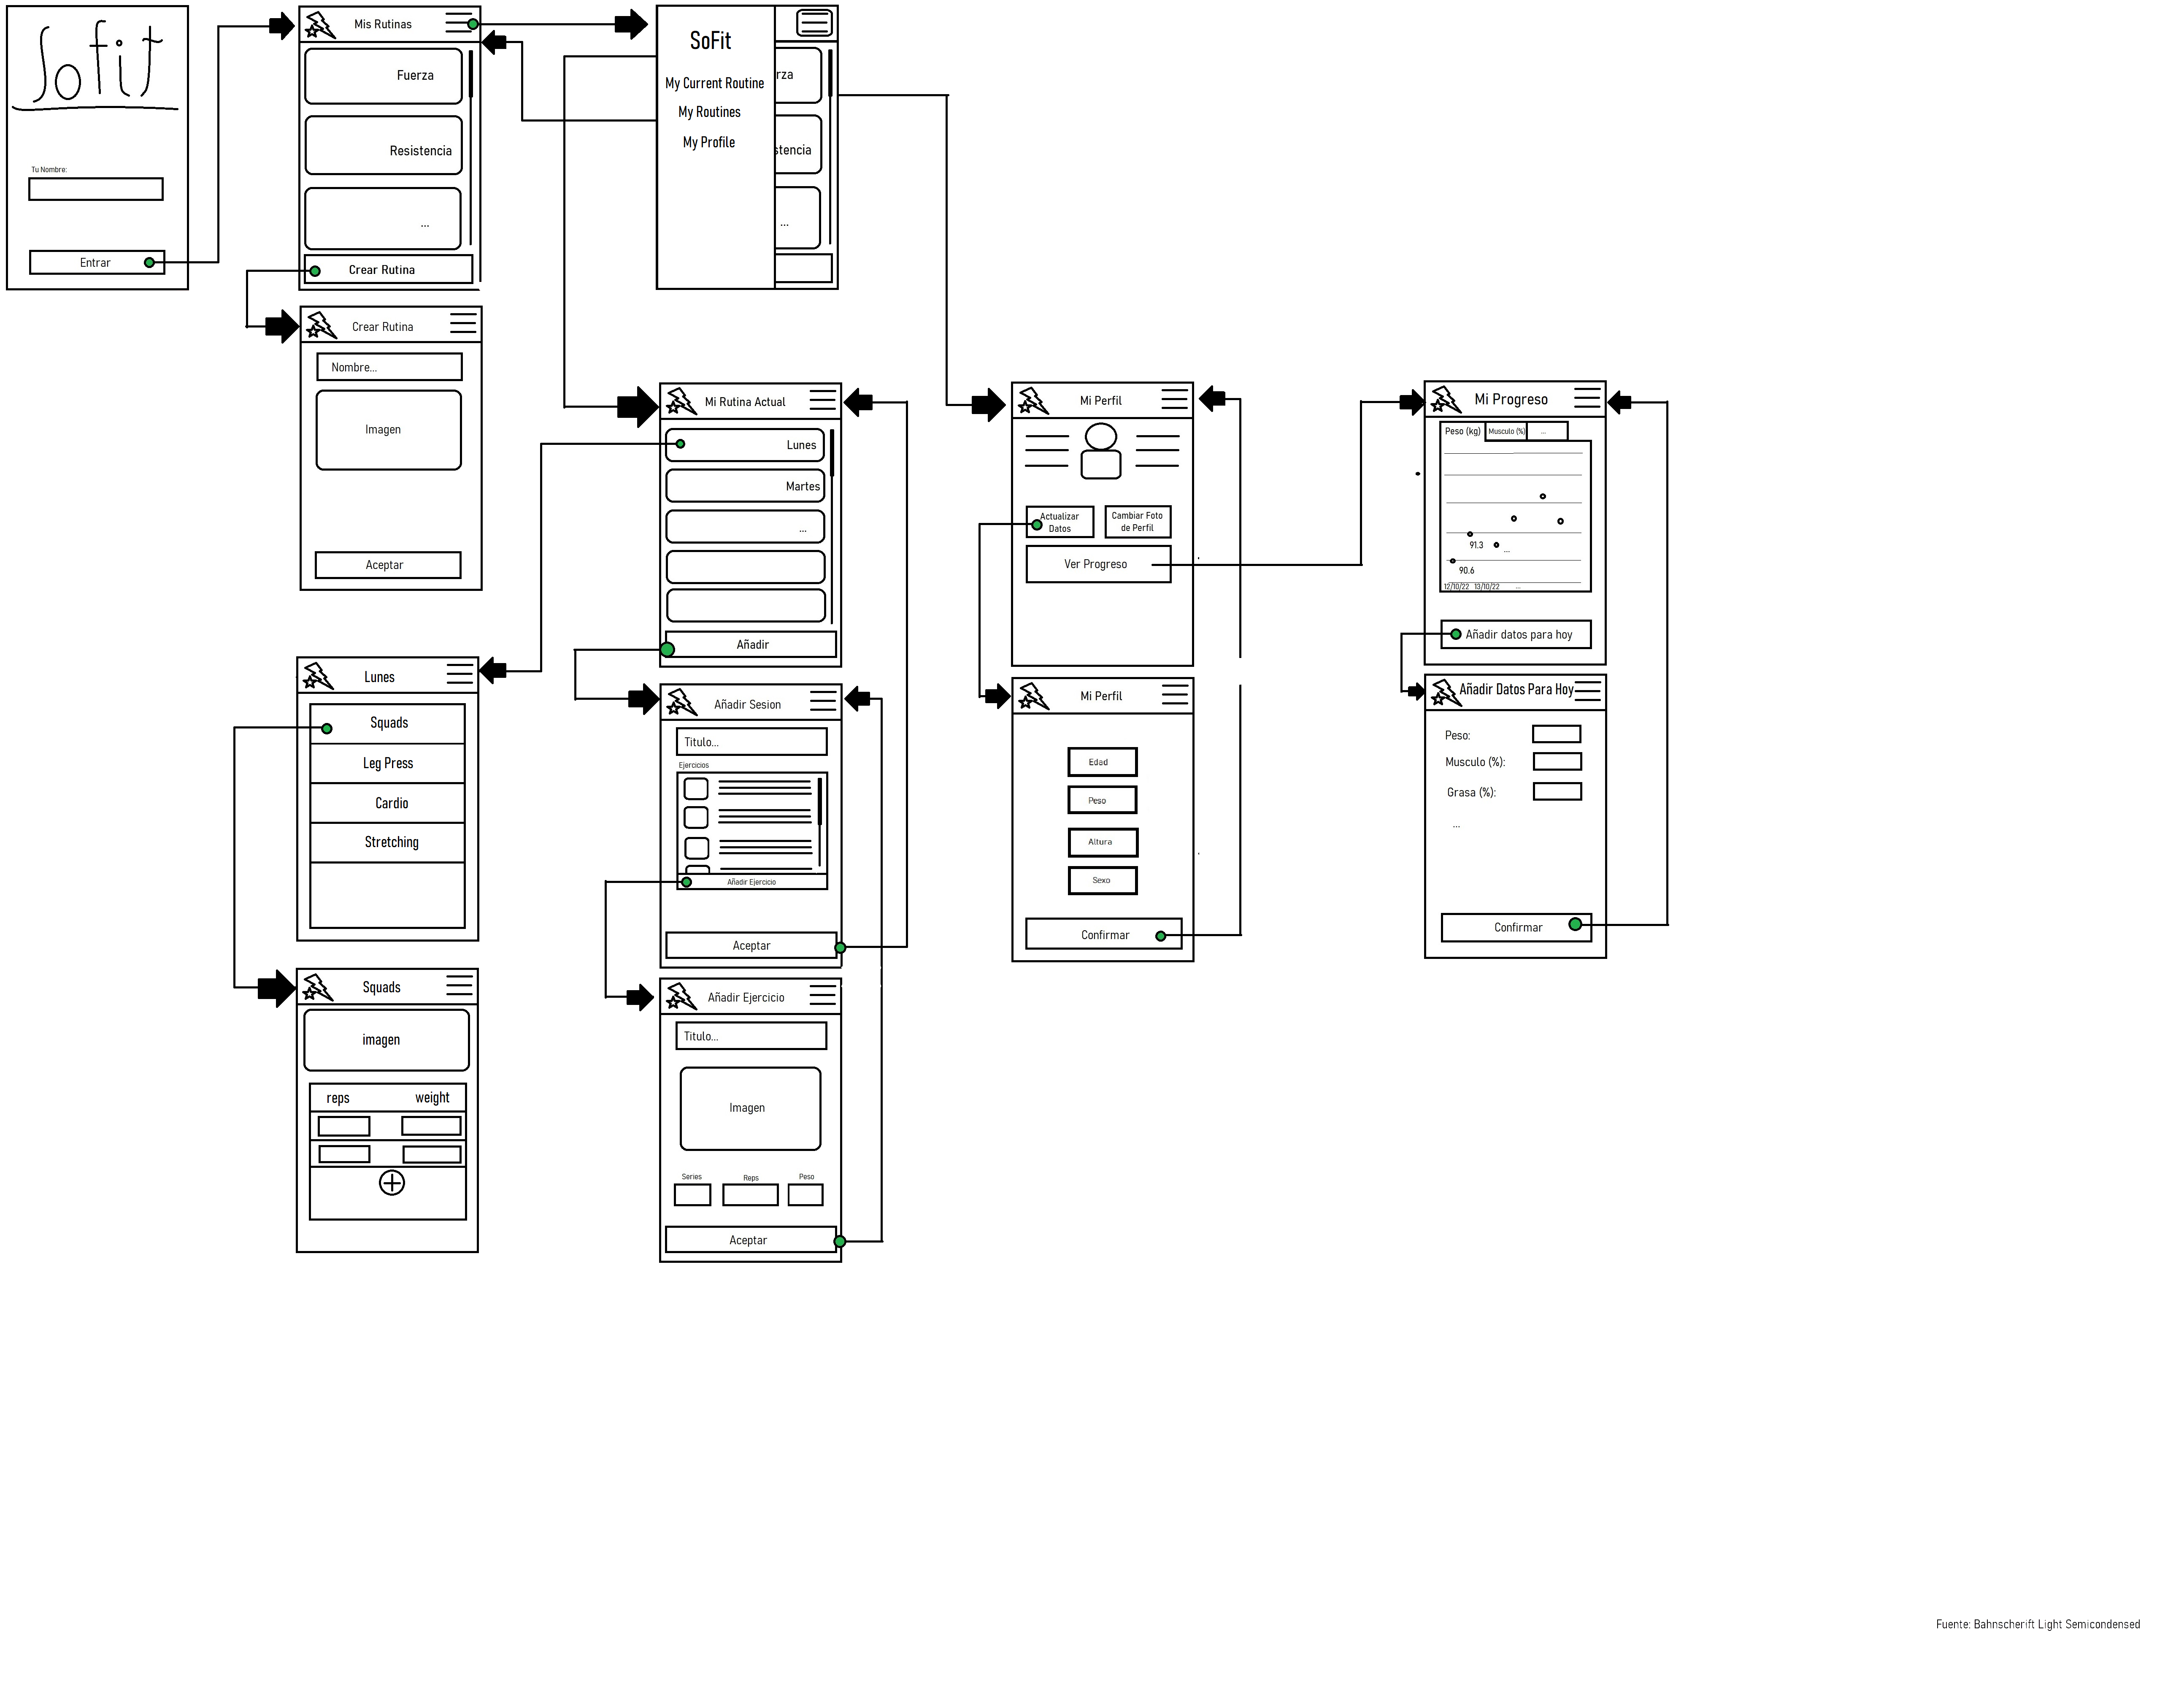 Sofit
Tu Nombre:
Entrar
Mis Rutinas
Fuerza
Resistencia
...
Crear Rutina
SoFit
My Current Routine
My Routines
My Profile
rza
stencia
...
Crear Rutina
Nombre...
Imagen
Aceptar
Mi Rutina Actual
Lunes
Martes
...
Añadir
Mi Perfil
Actualizar
Datos
Cambiar Foto
de Perfil
Ver Progreso
Mi Progreso
Peso (kg)
Musculo (%)
...
91.3
...
90.6
12/10/22 13/10/22 ...
Añadir datos para hoy
Lunes
Squads
Leg Press
Cardio
Stretching
Añadir Sesion
Titulo...
Ejercicios
Añadir Ejercicio
Aceptar
Mi Perfil
Edad
Peso
Altura
Sexo
Confirmar
Añadir Datos Para Hoy
Peso:
Musculo (%):
Grasa (%):
...
Confirmar
Squads
imagen
reps weight
Añadir Ejercicio
Titulo...
Imagen
Series Reps Peso
Aceptar
Fuente: Bahnscherift Light Semicondensed